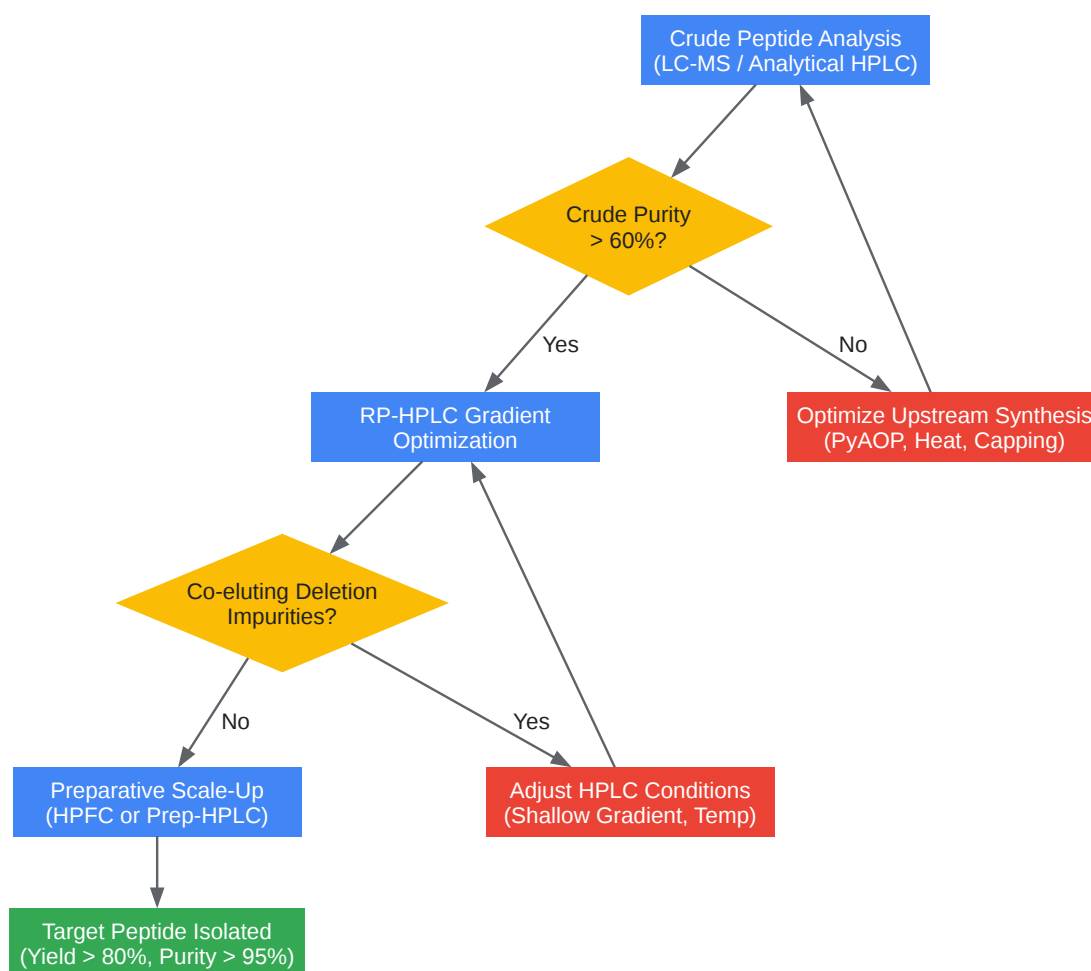 Crude Peptide Analysis
(LC-MS / Analytical HPLC)
Crude Purity
> 60%?
Yes
No
RP-HPLC Gradient
Optimization
Optimize Upstream Synthesis
(PyAOP, Heat, Capping)
Co-eluting Deletion
Impurities?
No
Yes
Preparative Scale-Up
(HPFC or Prep-HPLC)
Adjust HPLC Conditions
(Shallow Gradient, Temp)
Target Peptide Isolated
(Yield > 80%, Purity > 95%)